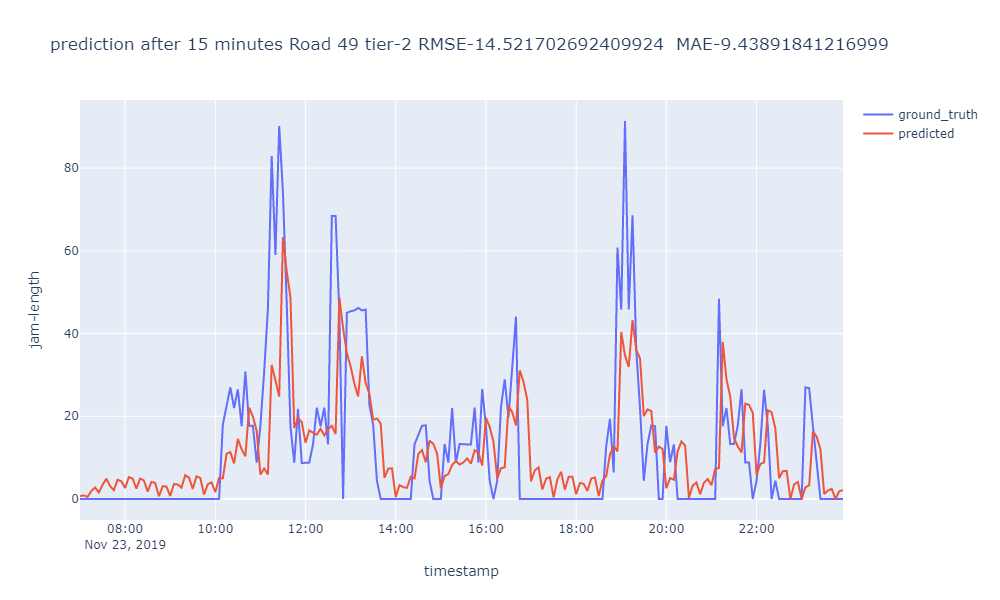 prediction after 15 minutes Road 49 tier-2 RMSE-14.521702692409924  MAE-9.43891841216999
ground_truth
predicted
jam-length
80
60
40
20
0
08:00 10:00 12:00 14:00 16:00 18:00 20:00 22:00
Nov 23, 2019
timestamp